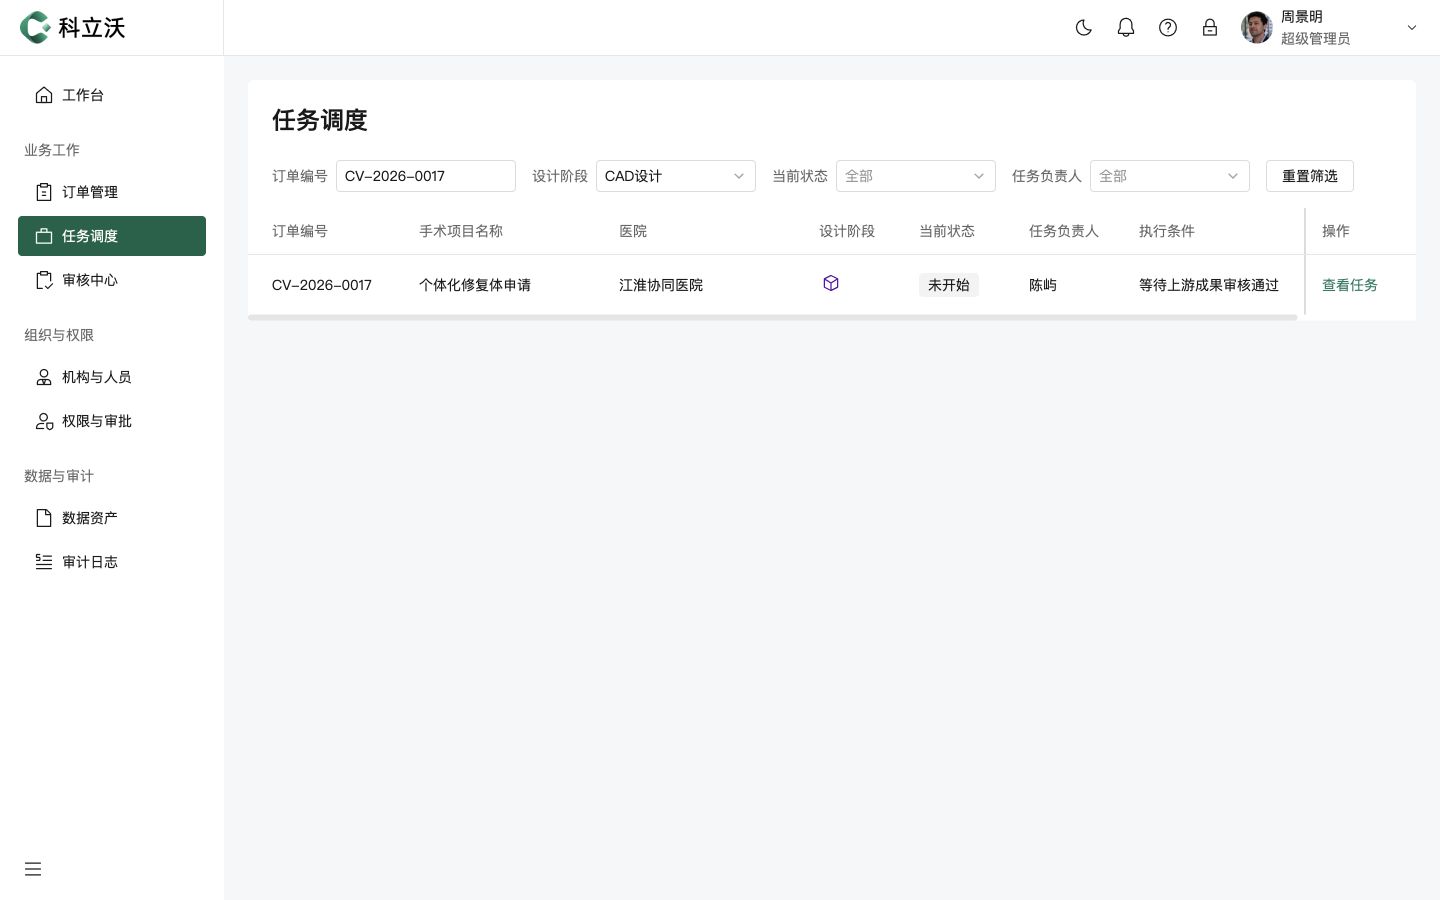 科立沃
周景明
超级管理员
工作台
业务工作
订单管理
任务调度
审核中心
组织与权限
机构与人员
权限与审批
数据与审计
数据资产
审计日志
任务调度
订单编号 CV-2026-0017 设计阶段 CAD设计 当前状态 全部 任务负责人 全部 重置筛选
订单编号 手术项目名称 医院 设计阶段 当前状态 任务负责人 执行条件 操作
CV-2026-0017 个体化修复体申请 江淮协同医院 未开始 陈屿 等待上游成果审核通过 查看任务